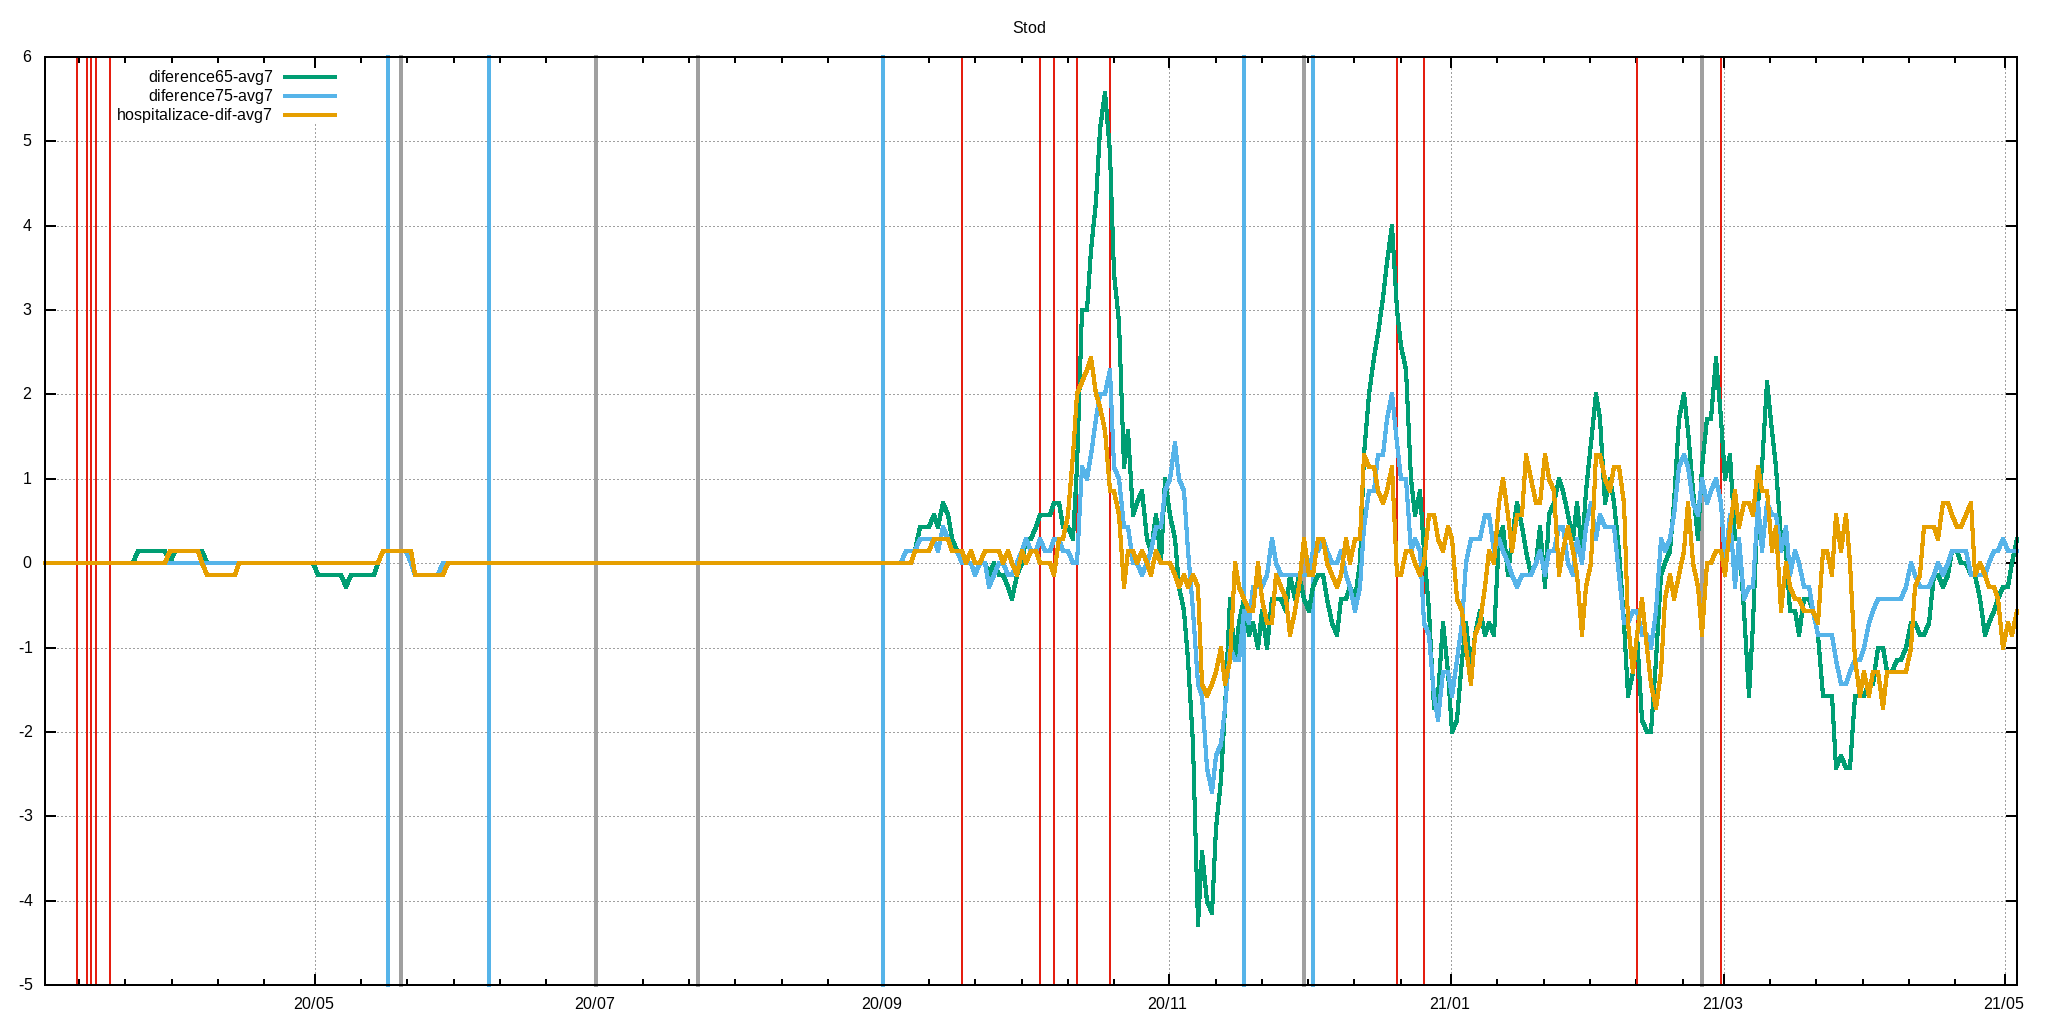 Stod
diference65-avg7
diference75-avg7
hospitalizace-dif-avg7
6
5
4
3
2
1
0
-1
-2
-3
-4
-5
20/05 20/07 20/09 20/11 21/01 21/03 21/05